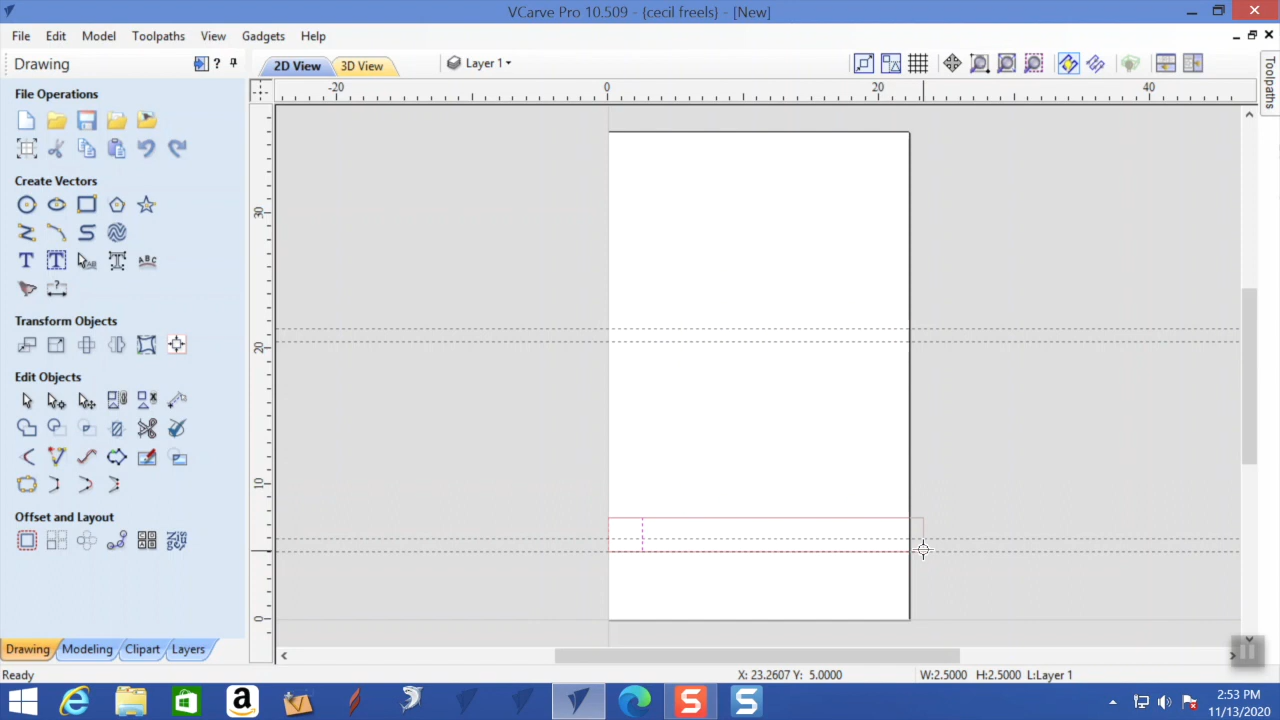 VCarve Pro 10.509 - {cecil freels} - [New]
File Edit Model Toolpaths View Gadgets Help
Drawing
2D View 3D View Layer 1
Toolpaths
File Operations
-20 0 20 40
Create Vectors
30
Transform Objects
20
Edit Objects
10
Offset and Layout
0
Drawing Modeling Clipart Layers
Ready X: 23.2607 Y: 5.0000 W:2.5000 H:2.5000 L:Layer 1
2:53 PM
11/13/2020